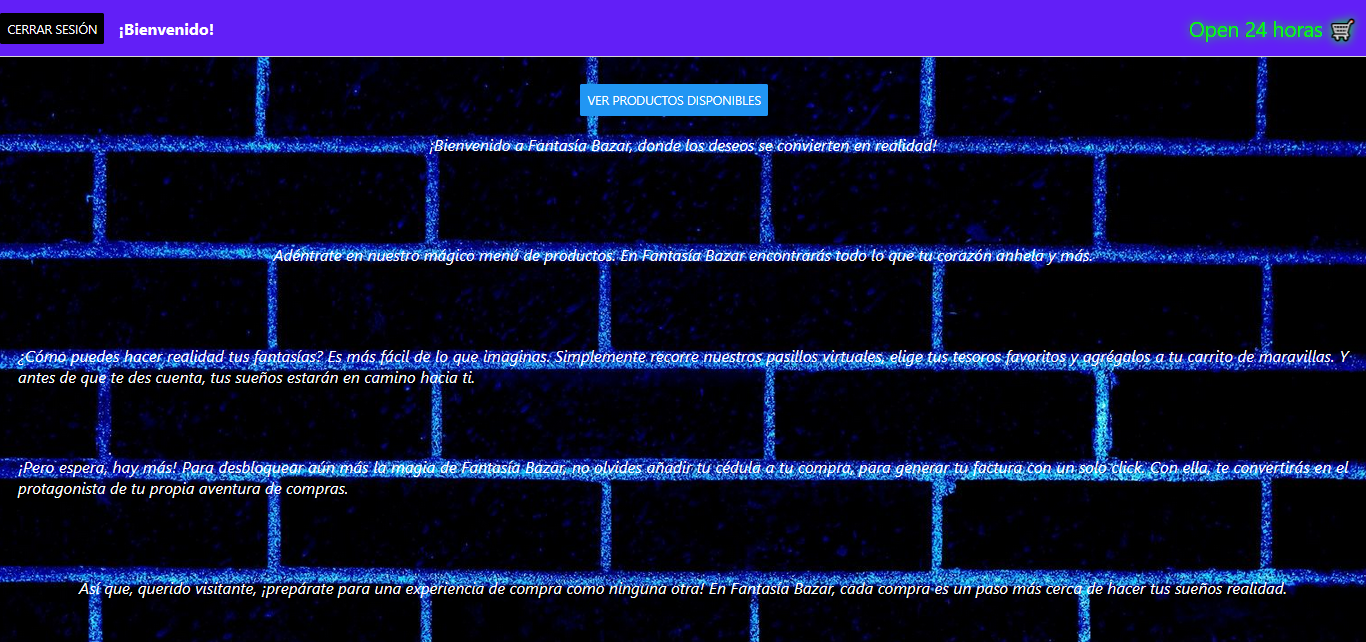 CERRAR SESIÓN ¡Bienvenido! Open 24 horas
VER PRODUCTOS DISPONIBLES
¡Bienvenido a Fantasía Bazar, donde los deseos se convierten en realidad!
Adéntrate en nuestro mágico menú de productos. En Fantasía Bazar encontrarás todo lo que tu corazón anhela y más.
¿Cómo puedes hacer realidad tus fantasías? Es más fácil de lo que imaginas. Simplemente recorre nuestros pasillos virtuales, elige tus tesoros favoritos y agrégalos a tu carrito de maravillas. Y
antes de que te des cuenta, tus sueños estarán en camino hacia ti.
¡Pero espera, hay más! Para desbloquear aún más la magia de Fantasía Bazar, no olvides añadir tu cédula a tu compra, para generar tu factura con un solo click. Con ella, te convertirás en el
protagonista de tu propia aventura de compras.
Así que, querido visitante, ¡prepárate para una experiencia de compra como ninguna otra! En Fantasía Bazar, cada compra es un paso más cerca de hacer tus sueños realidad.